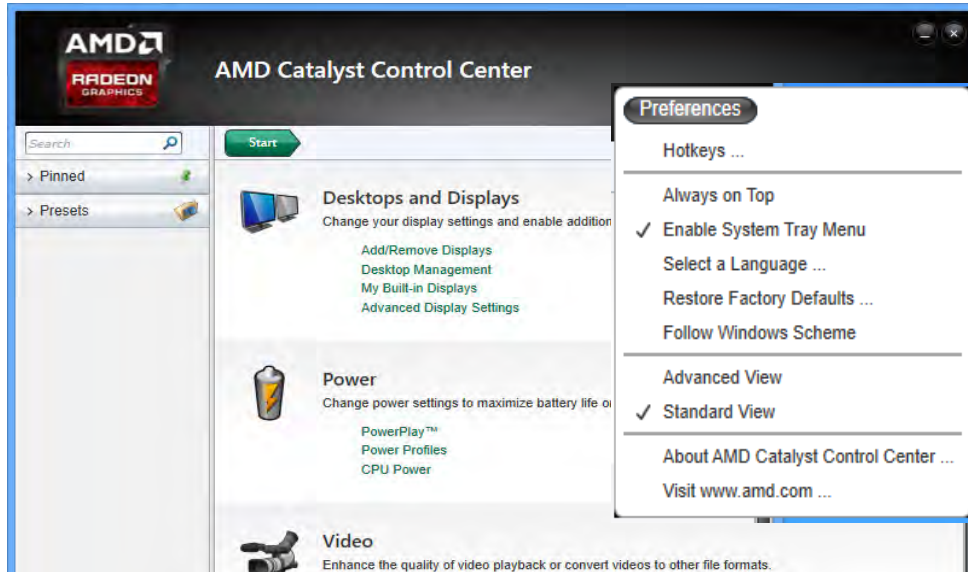 AMD
RADEON
GRAPHICS
AMD Catalyst Control Center
Search
Pinned
Presets
Start
Desktops and Displays
Change your display settings and enable addition
Add/Remove Displays
Desktop Management
My Built-in Displays
Advanced Display Settings
Power
Change power settings to maximize battery life o
PowerPlay™
Power Profiles
CPU Power
Video
Enhance the quality of video playback or convert videos to other file formats.
Preferences
Hotkeys ...
Always on Top
Enable System Tray Menu
Select a Language ...
Restore Factory Defaults ...
Follow Windows Scheme
Advanced View
Standard View
About AMD Catalyst Control Center ...
Visit www.amd.com ...